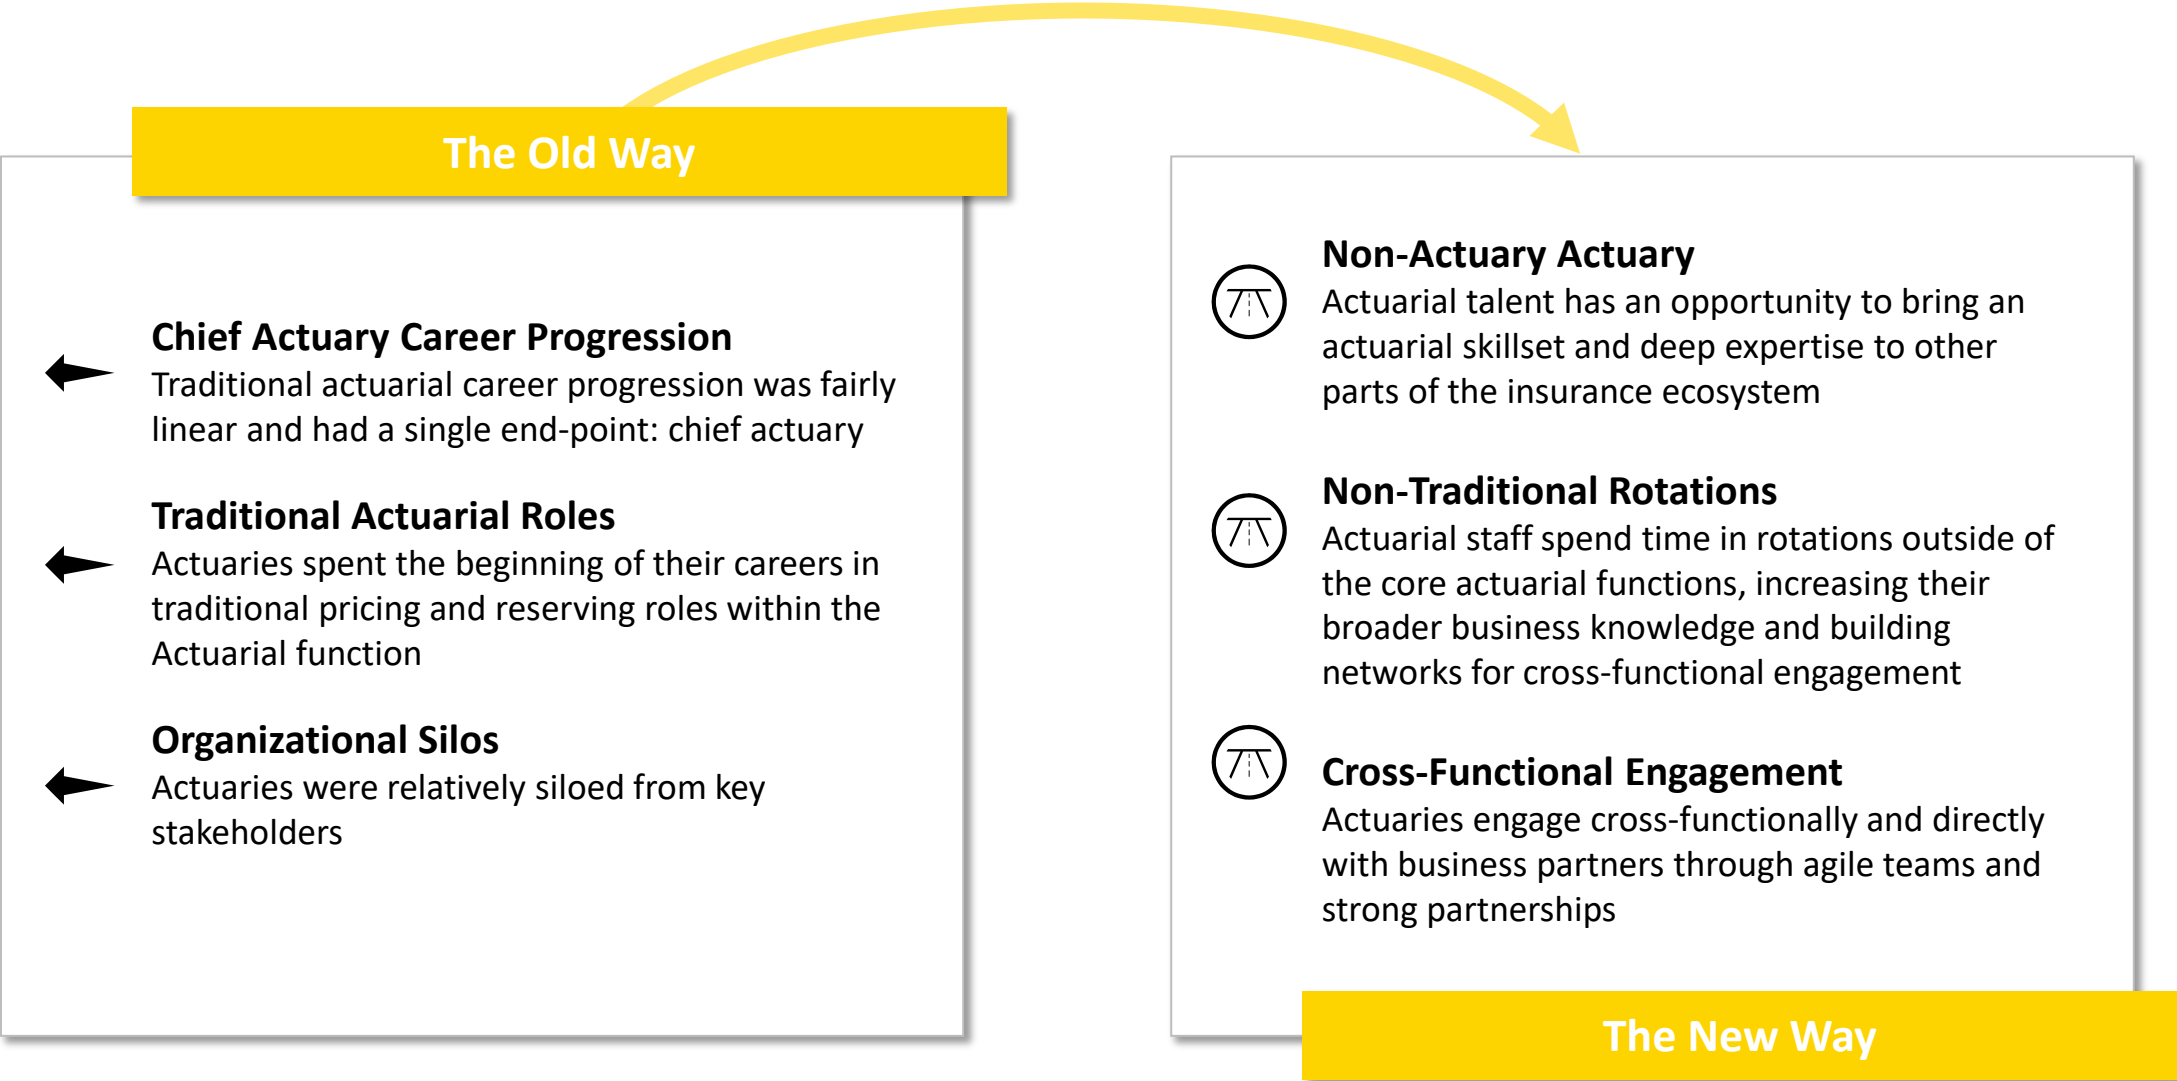 The Old Way
Chief Actuary Career Progression
Traditional actuarial career progression was fairly
linear and had a single end-point: chief actuary
Traditional Actuarial Roles
Actuaries spent the beginning of their careers in
traditional pricing and reserving roles within the
Actuarial function
Organizational Silos
Actuaries were relatively siloed from key
stakeholders
Non-Actuary Actuary
Actuarial talent has an opportunity to bring an
actuarial skillset and deep expertise to other
parts of the insurance ecosystem
Non-Traditional Rotations
Actuarial staff spend time in rotations outside of
the core actuarial functions, increasing their
broader business knowledge and building
networks for cross-functional engagement
Cross-Functional Engagement
Actuaries engage cross-functionally and directly
with business partners through agile teams and
strong partnerships
The New Way